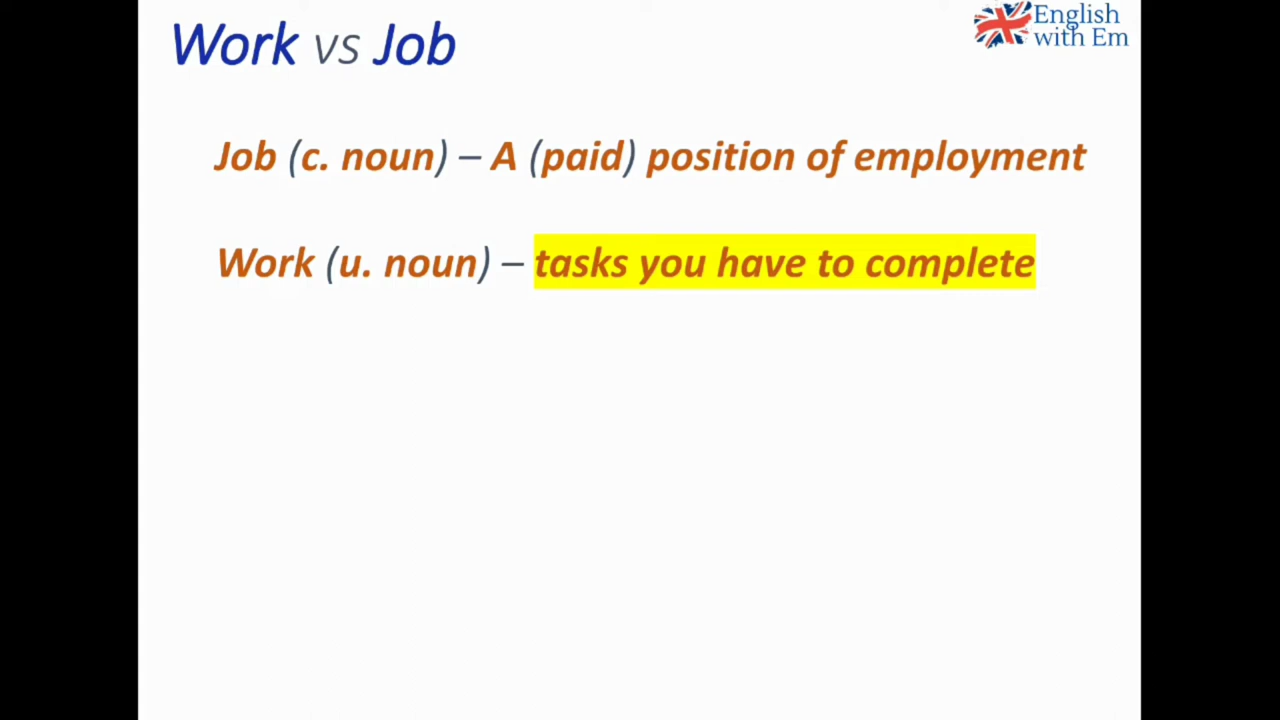 Work vs Job
English
with Em
Job (c. noun) – A (paid) position of employment
Work (u. noun) – tasks you have to complete